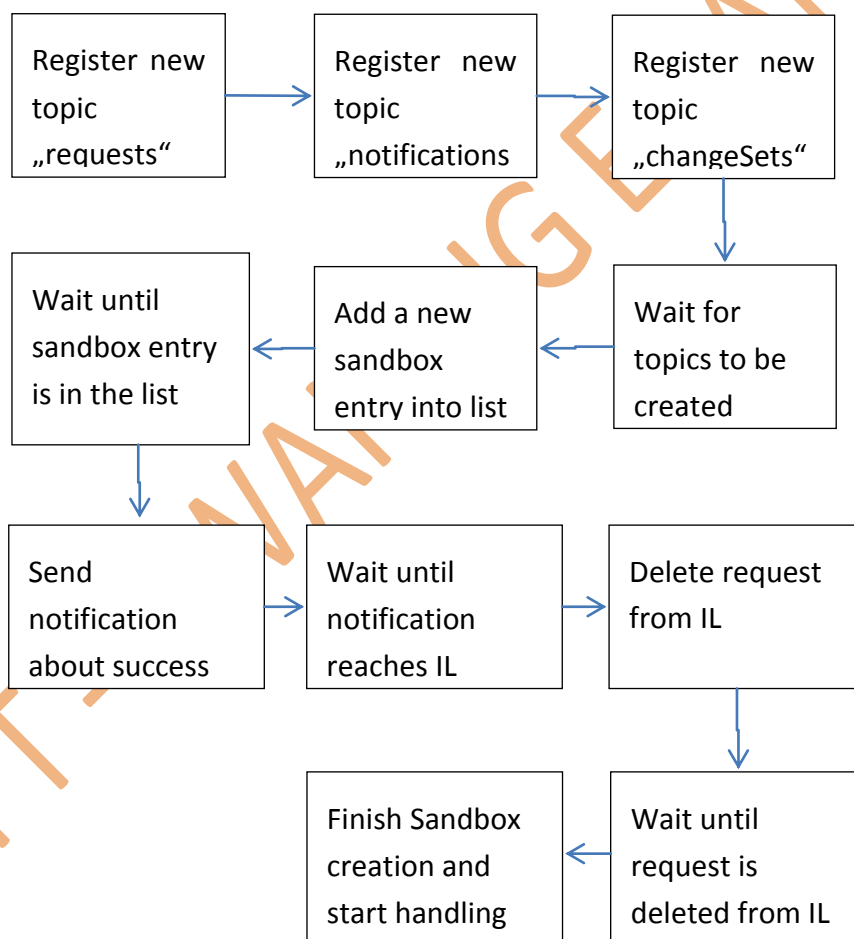 Register new
topic
„requests“
Register new
topic
„notifications
Register new
topic
„changeSets“
Wait until
sandbox entry
is in the list
Add a new
sandbox
entry into list
Wait for
topics to be
created
Send
notification
about success
Wait until
notification
reaches IL
Delete request
from IL
Finish Sandbox
creation and
start handling
Wait until
request is
deleted from IL